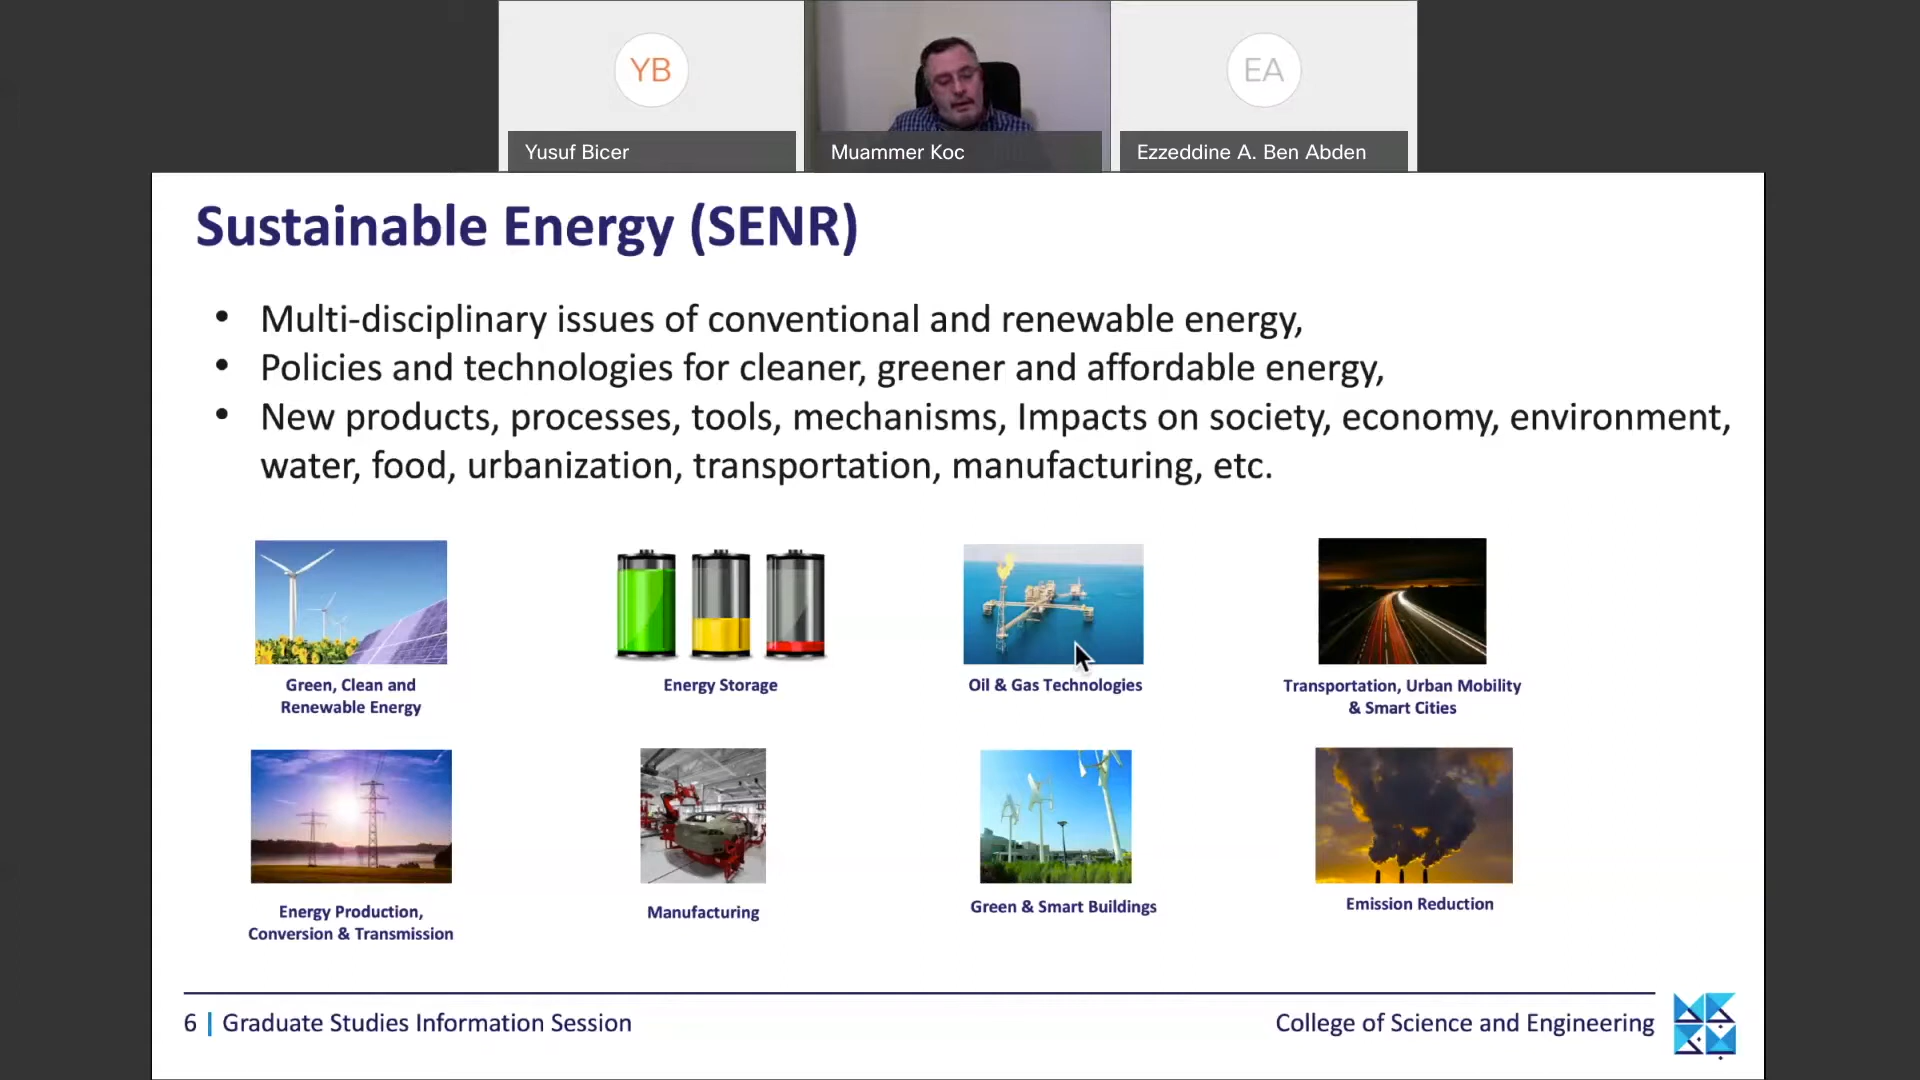 YB
EA
Yusuf Bicer
Muammer Koc
Ezzeddine A. Ben Abden
Sustainable Energy (SENR)
• Multi-disciplinary issues of conventional and renewable energy,
• Policies and technologies for cleaner, greener and affordable energy,
• New products, processes, tools, mechanisms, Impacts on society, economy, environment,
water, food, urbanization, transportation, manufacturing, etc.
Green, Clean and
Renewable Energy
Energy Storage
Oil & Gas Technologies
Transportation, Urban Mobility
& Smart Cities
Energy Production,
Conversion & Transmission
Manufacturing
Green & Smart Buildings
Emission Reduction
6 | Graduate Studies Information Session
College of Science and Engineering